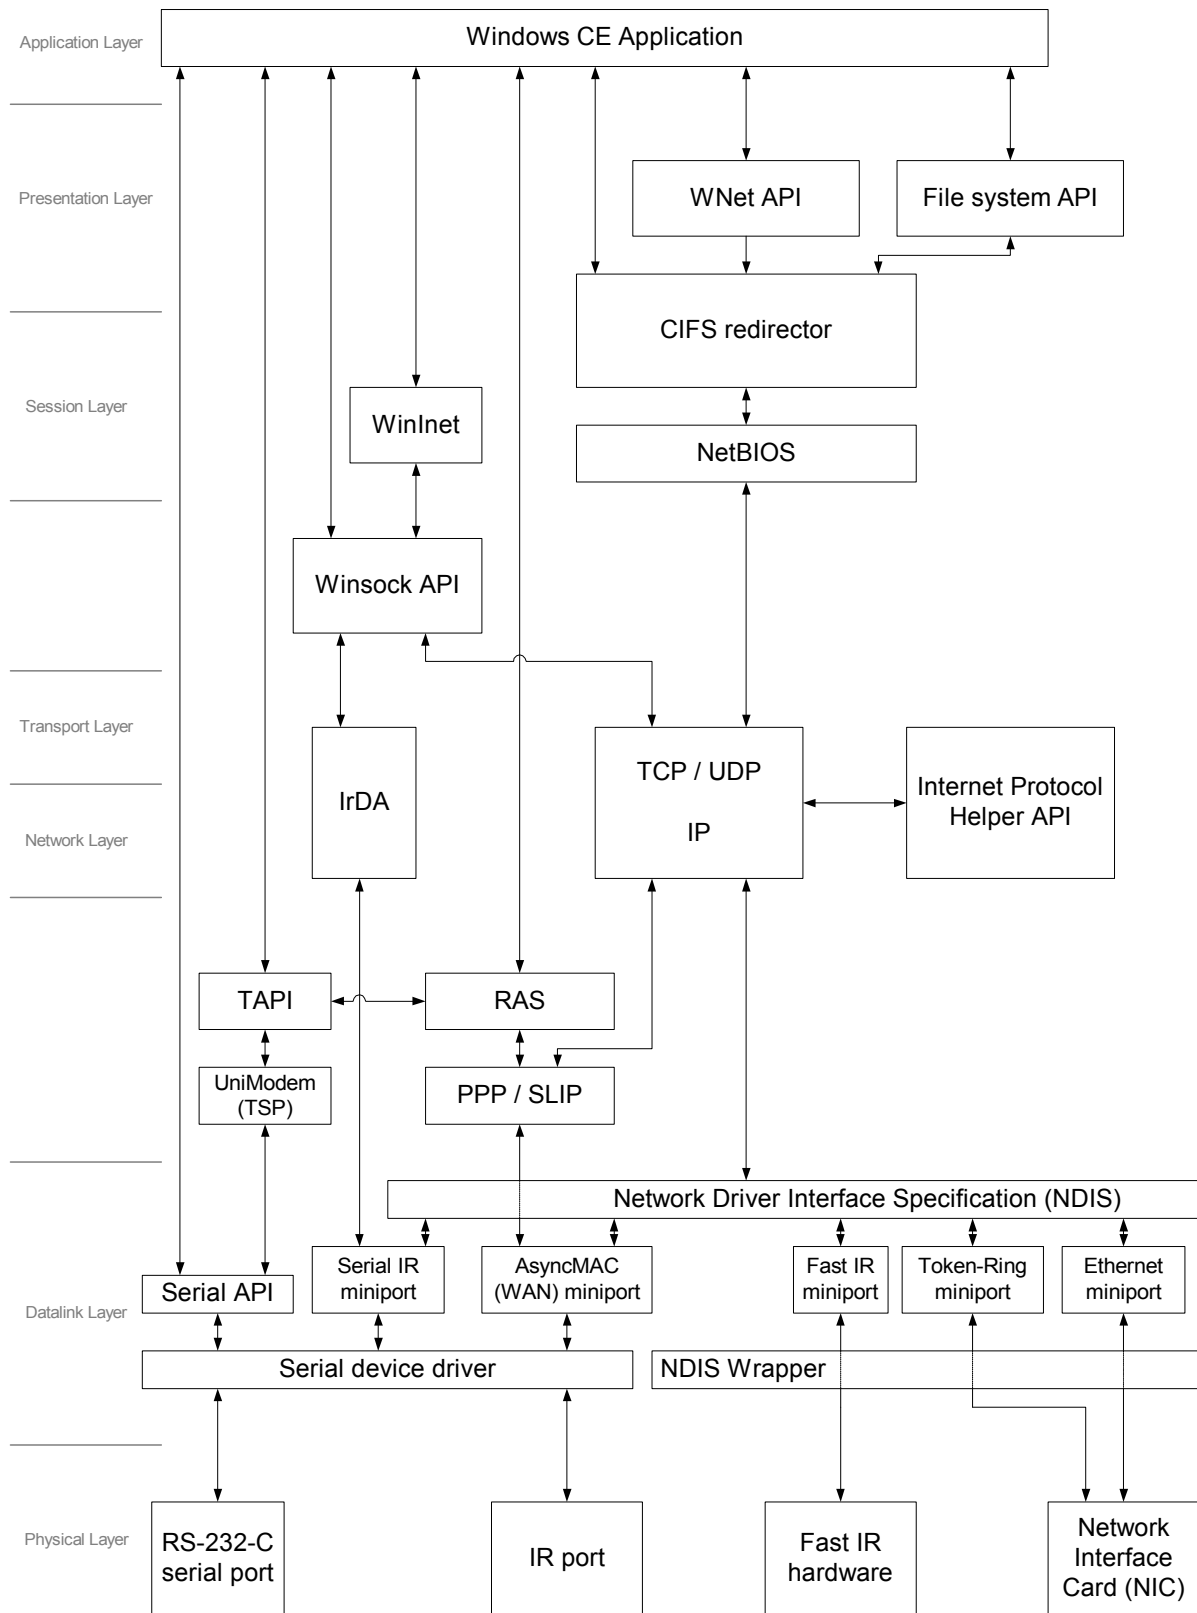 Windows CE Application
Application Layer
WNet API
File system API
Presentation Layer
CIFS redirector
Session Layer
WinInet
NetBIOS
Winsock API
Transport Layer
TCP / UDP
IrDA
Internet Protocol
Helper API
IP
Network Layer
TAPI
RAS
UniModem
(TSP)
PPP / SLIP
Network Driver Interface Specification (NDIS)
Serial IR
miniport
AsyncMAC
(WAN) miniport
Fast IR
miniport
Token-Ring
miniport
Ethernet
miniport
Serial API
Datalink Layer
Serial device driver
NDIS Wrapper
Physical Layer
RS-232-C
serial port
IR port
Fast IR
hardware
Network
Interface
Card (NIC)